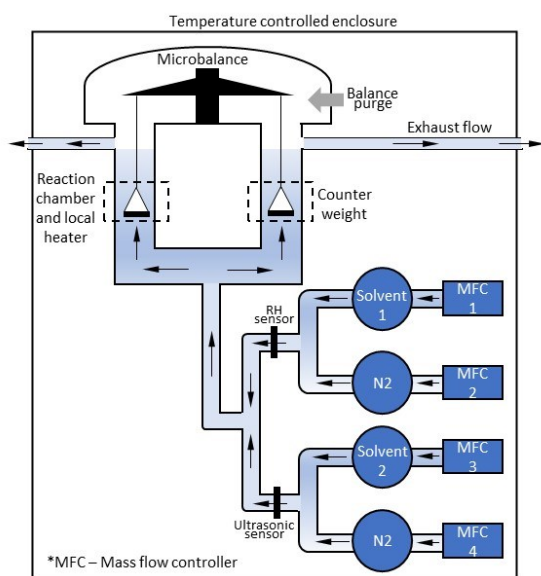 Temperature controlled enclosure
Microbalance
Balance
purge
Exhaust flow
Reaction
chamber
and local
heater
Counter
weight
RH
sensor
Solvent
1
MFC
1
N2
MFC
2
Solvent
2
MFC
3
Ultrasonic
sensor
N2
MFC
4
*MFC – Mass flow controller